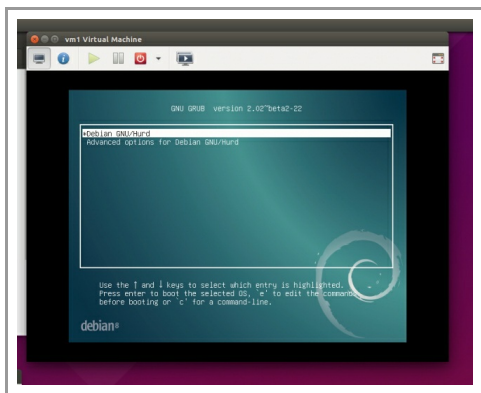 vm1 Virtual Machine
GNU GRUB version 2.02~beta2-22
*Debian GNU/Hurd
Advanced options for Debian GNU/Hurd
Use the ↑ and ↓ keys to select which entry is highlighted.
Press enter to boot the selected OS, `e' to edit the commands
before booting or `c' for a command-line.
debian 8